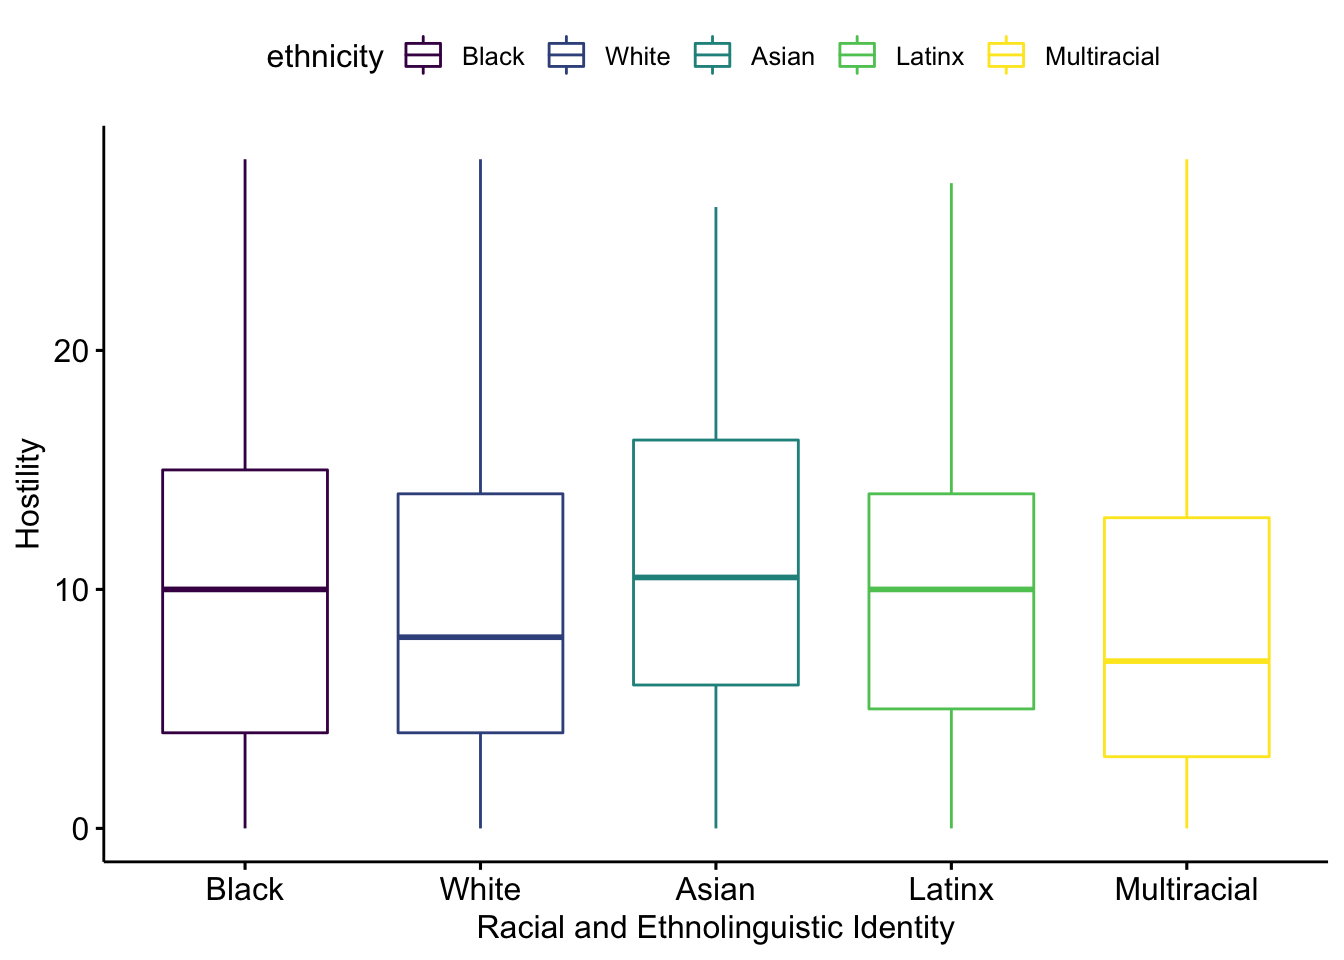 ethnicity Black White Asian Latinx Multiracial
20
10
0
Hostility
Black White Asian Latinx Multiracial
Racial and Ethnolinguistic Identity